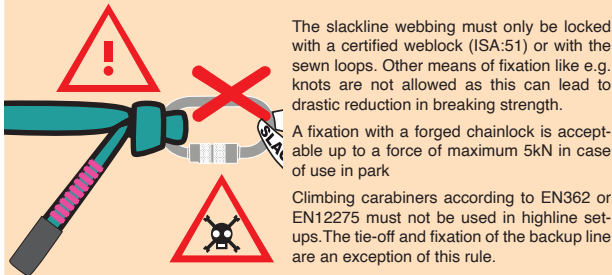 The slackline webbing must only be locked
with a certified weblock (ISA:51) or with the
sewn loops. Other means of fixation like e.g.
knots are not allowed as this can lead to
drastic reduction in breaking strength.
A fixation with a forged chainlock is accept-
able up to a force of maximum 5kN in case
of use in park
Climbing carabiners according to EN362 or
EN12275 must not be used in highline set-
ups.The tie-off and fixation of the backup line
are an exception of this rule.
!
SLA